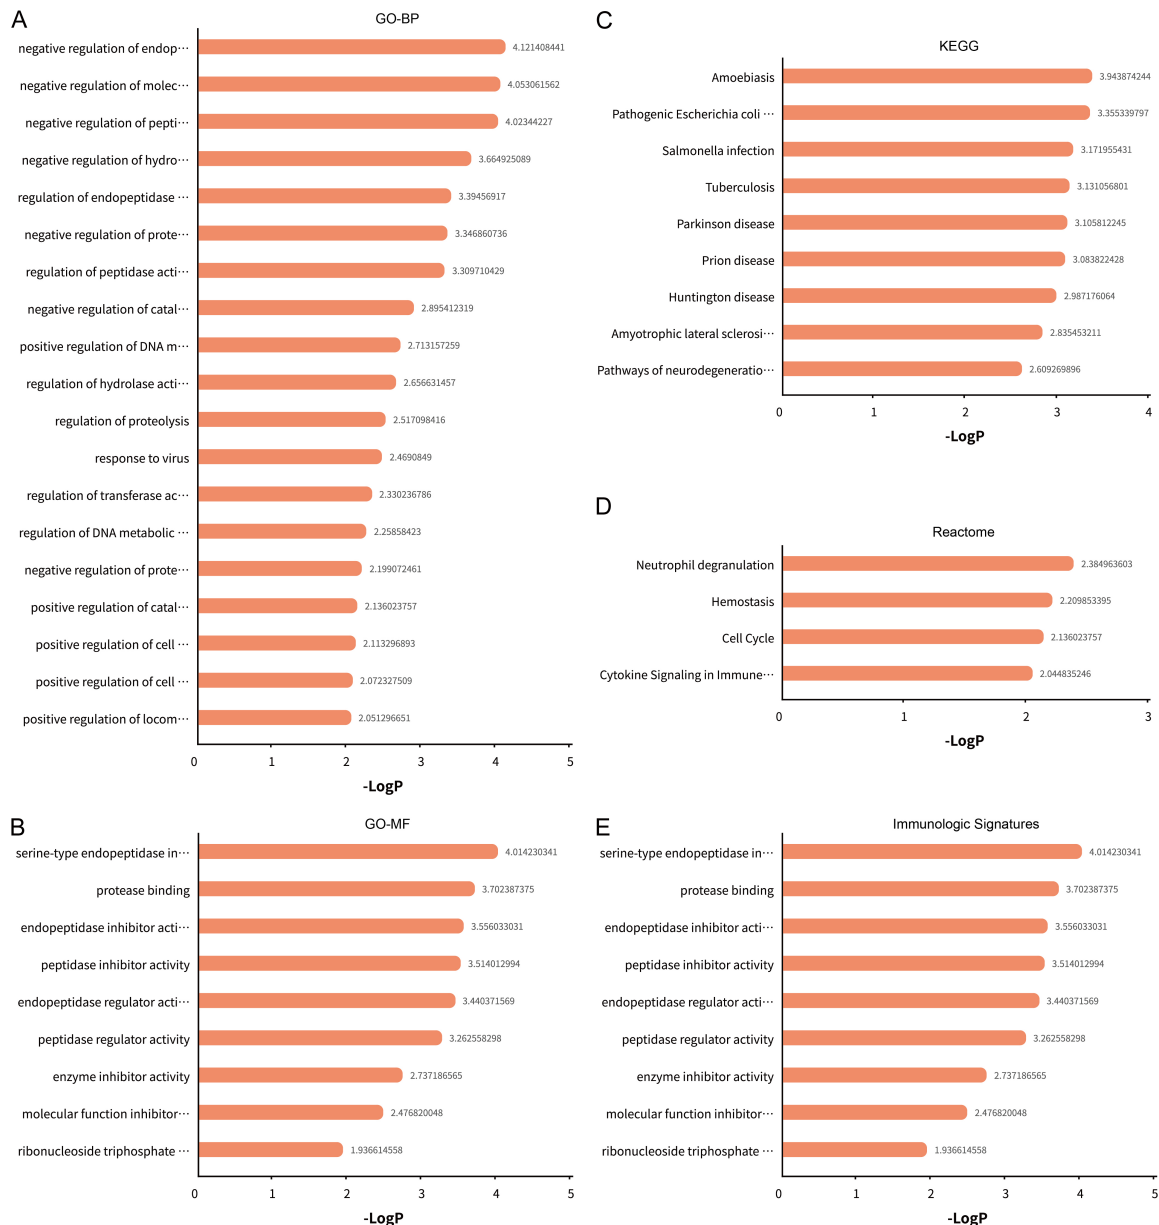 A
GO-BP
negative regulation of endop… 4.121408441
negative regulation of molec… 4.053061562
negative regulation of pepti… 4.02344227
negative regulation of hydro… 3.664925089
regulation of endopeptidase … 3.39456917
negative regulation of prote… 3.346860736
regulation of peptidase acti… 3.309710429
negative regulation of catal… 2.895412319
positive regulation of DNA m… 2.713157259
regulation of hydrolase acti… 2.656631457
regulation of proteolysis 2.517098416
response to virus 2.4690849
regulation of transferase ac… 2.330236786
regulation of DNA metabolic … 2.25858423
negative regulation of prote… 2.199072461
positive regulation of catal… 2.136023757
positive regulation of cell … 2.113296893
positive regulation of cell … 2.072327509
positive regulation of locom… 2.051296651
0 1 2 3 4 5
-LogP
B
GO-MF
serine-type endopeptidase in… 4.014230341
protease binding 3.702387375
endopeptidase inhibitor acti… 3.556033031
peptidase inhibitor activity 3.514012994
endopeptidase regulator acti… 3.440371569
peptidase regulator activity 3.262558298
enzyme inhibitor activity 2.737186565
molecular function inhibitor… 2.476820048
ribonucleoside triphosphate … 1.936614558
0 1 2 3 4 5
-LogP
C
KEGG
Amoebiasis 3.943874244
Pathogenic Escherichia coli … 3.355339797
Salmonella infection 3.171955431
Tuberculosis 3.131056801
Parkinson disease 3.105812245
Prion disease 3.083822428
Huntington disease 2.987176064
Amyotrophic lateral sclerosi… 2.835453211
Pathways of neurodegeneratio… 2.609269896
0 1 2 3 4
-LogP
D
Reactome
Neutrophil degranulation 2.384963603
Hemostasis 2.209853395
Cell Cycle 2.136023757
Cytokine Signaling in Immune… 2.044835246
0 1 2 3
-LogP
E
Immunologic Signatures
serine-type endopeptidase in… 4.014230341
protease binding 3.702387375
endopeptidase inhibitor acti… 3.556033031
peptidase inhibitor activity 3.514012994
endopeptidase regulator acti… 3.440371569
peptidase regulator activity 3.262558298
enzyme inhibitor activity 2.737186565
molecular function inhibitor… 2.476820048
ribonucleoside triphosphate … 1.936614558
0 1 2 3 4 5
-LogP